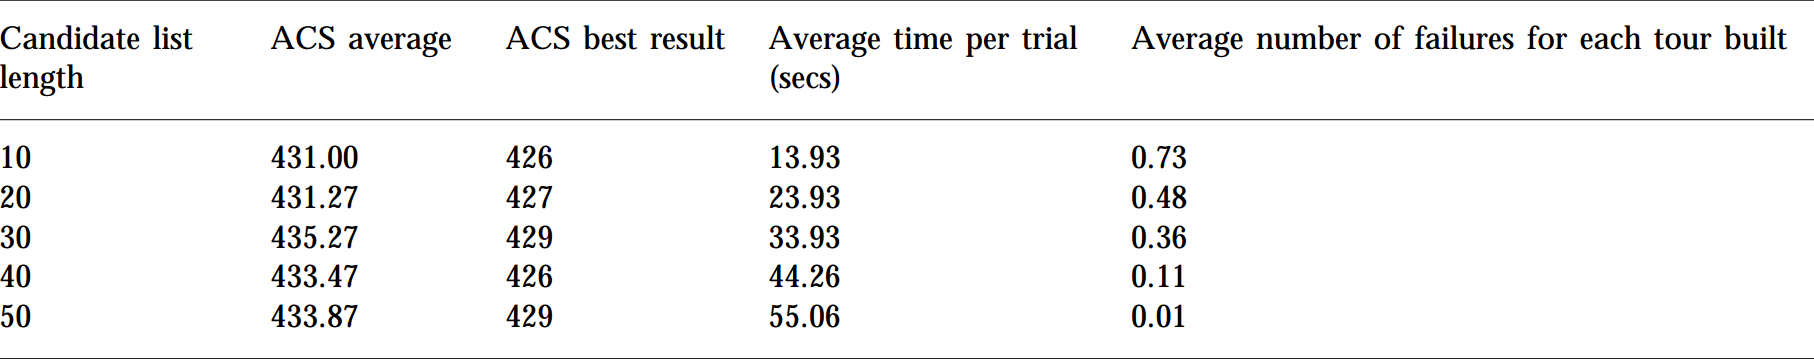 Candidate list length ACS average ACS best result Average time per trial (secs) Average number of failures for each tour built
10 431.00 426 13.93 0.73
20 431.27 427 23.93 0.48
30 435.27 429 33.93 0.36
40 433.47 426 44.26 0.11
50 433.87 429 55.06 0.01